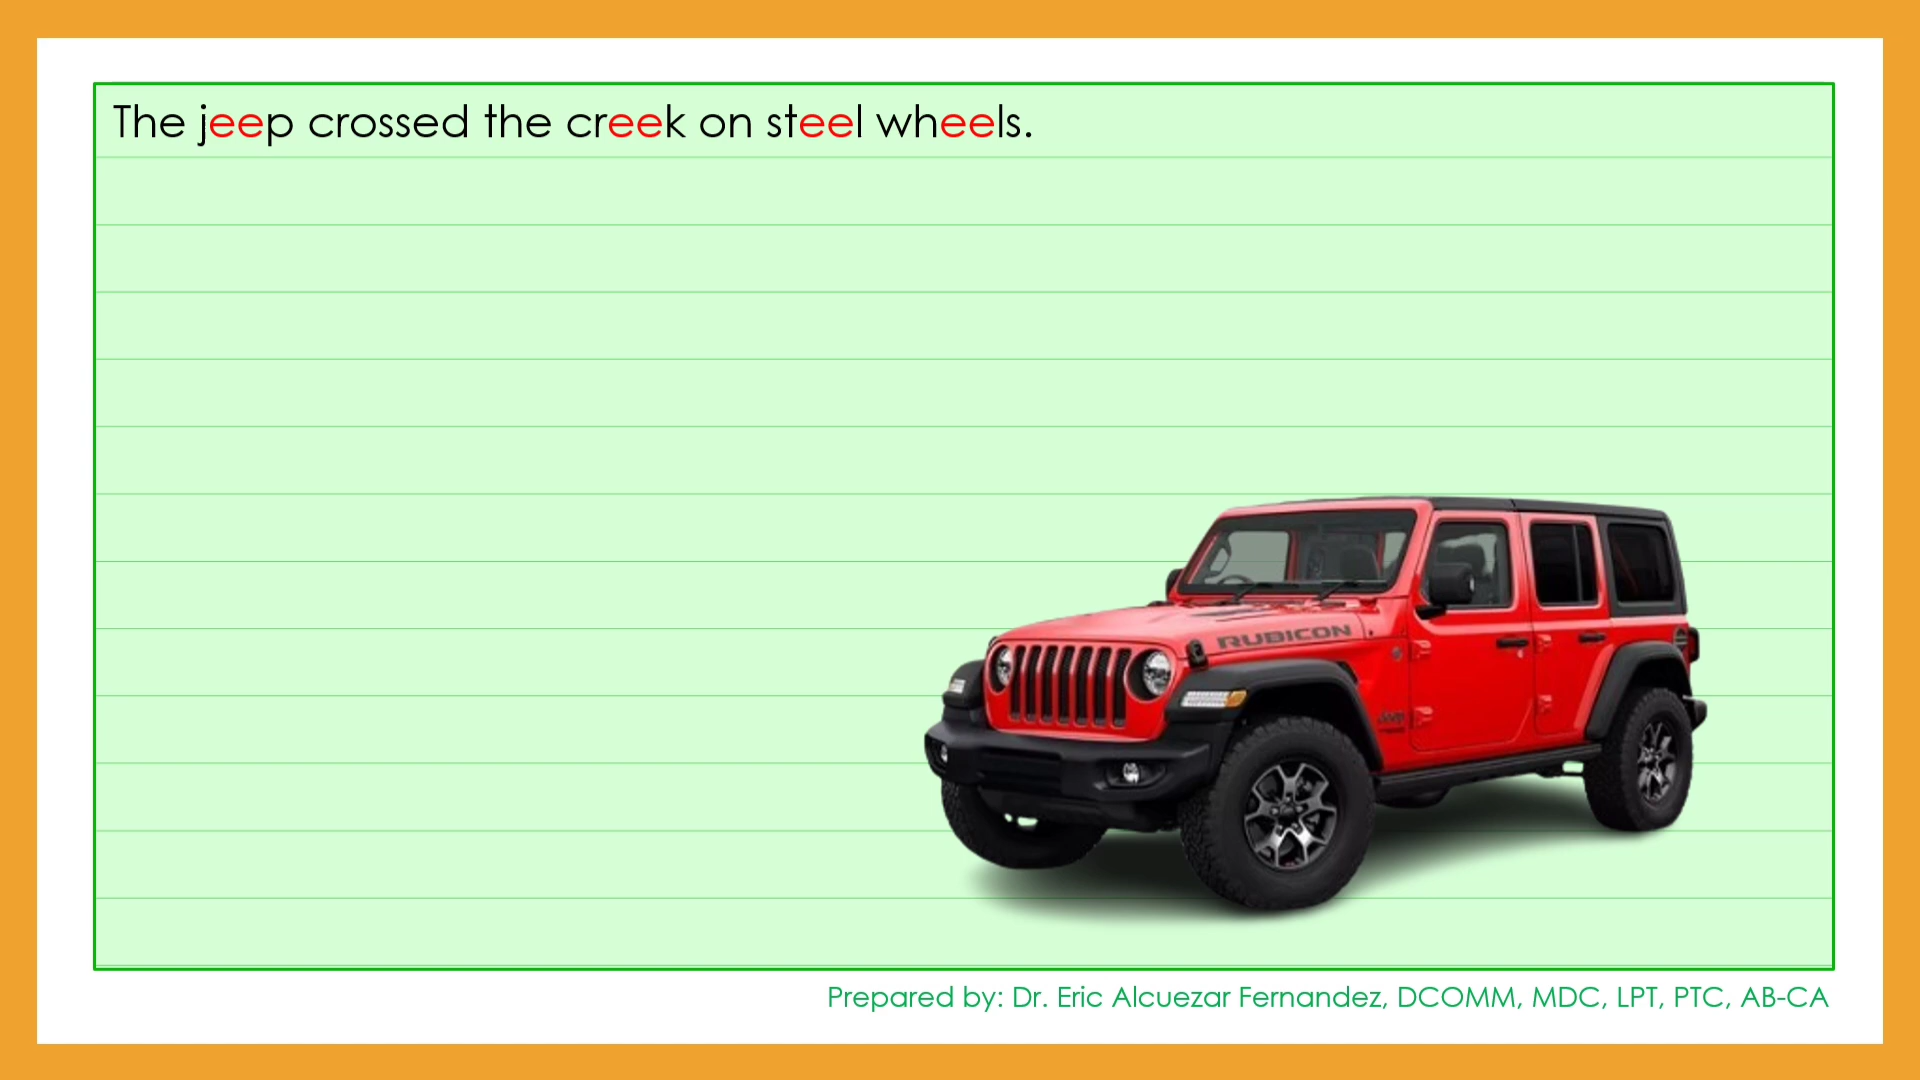 The jeep crossed the creek on steel wheels.
RUBICON
Prepared by: Dr. Eric Alcuezar Fernandez, DCOMM, MDC, LPT, PTC, AB-CA